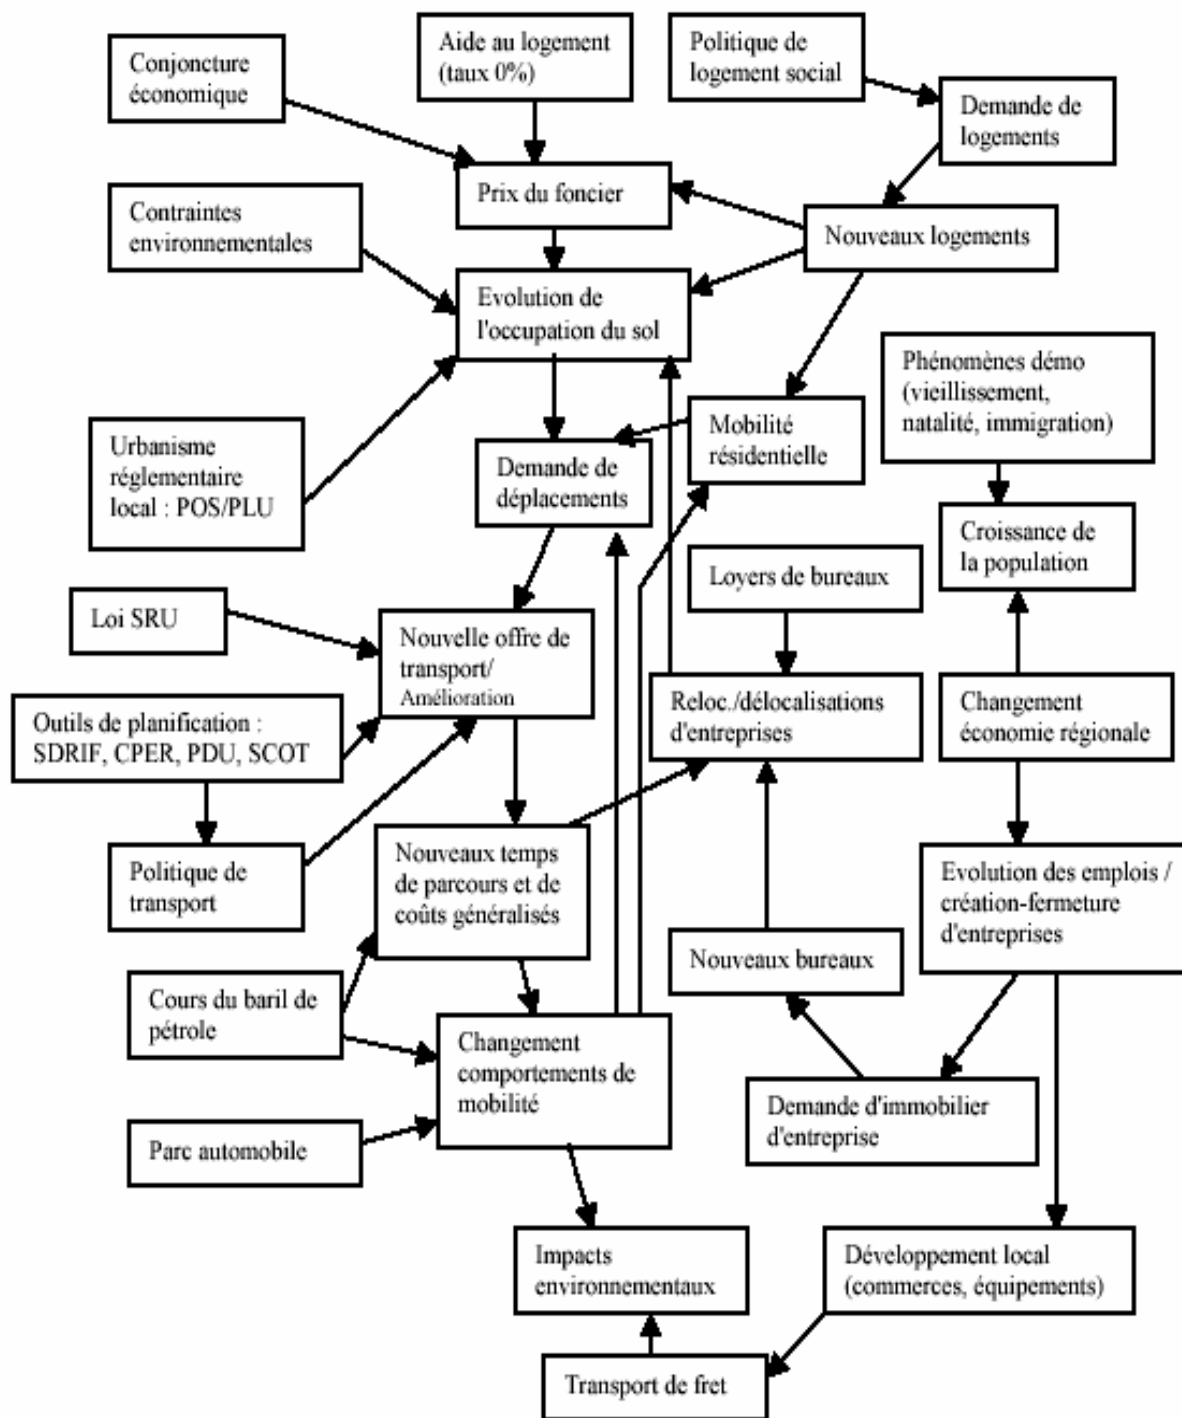 Aide au logement
(taux 0%)
Politique de
logement social
Conjoncture
économique
Demande de
logements
Prix du foncier
Contraintes
environnementales
Nouveaux logements
Evolution de
l'occupation du sol
Phénomènes démo
(vieillissement,
natalité, immigration)
Mobilité
résidentielle
Urbanisme
réglementaire
local : POS/PLU
Demande de
déplacements
Croissance de
la population
Loyers de bureaux
Loi SRU
Nouvelle offre de
transport/
Amélioration
Reloc./délocalisations
d'entreprises
Changement
économie régionale
Outils de planification :
SDRIF, CPER, PDU, SCOT
Politique de
transport
Nouveaux temps
de parcours et de
coûts généralisés
Evolution des emplois /
création-fermeture
d'entreprises
Nouveaux bureaux
Cours du baril de
pétrole
Changement
comportements de
mobilité
Demande d'immobilier
d'entreprise
Parc automobile
Impacts
environnementaux
Développement local
(commerces, équipements)
Transport de fret